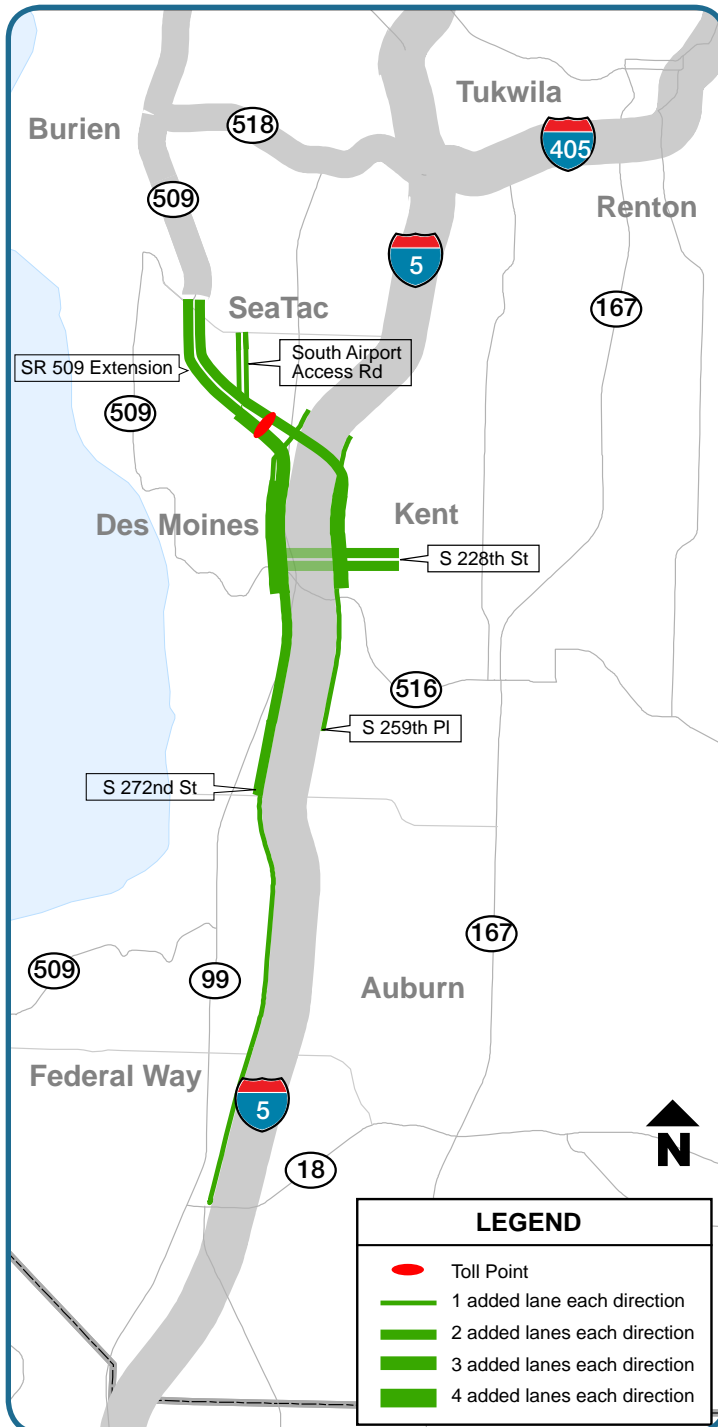 Tukwila
Burien
518
405
509
Renton
5
SeaTac
167
SR 509 Extension
South Airport
Access Rd
509
Des Moines
Kent
S 228th St
516
S 259th Pl
S 272nd St
167
509
99
Auburn
Federal Way
5
N
18
LEGEND
Toll Point
1 added lane each direction
2 added lanes each direction
3 added lanes each direction
4 added lanes each direction